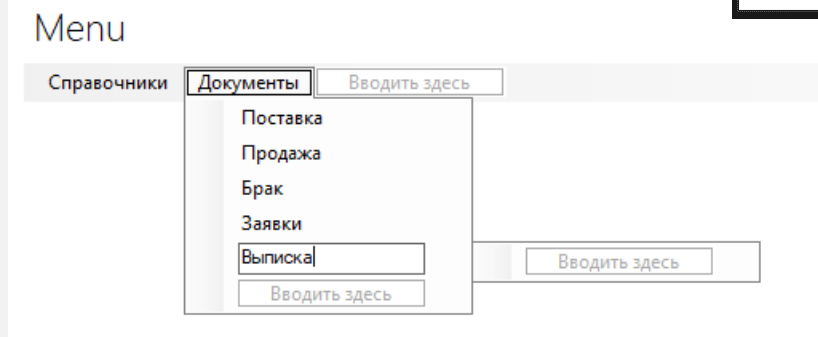 Menu
Справочники Документы Вводить здесь
Поставка
Продажа
Брак
Заявки
Выписка Вводить здесь
Вводить здесь